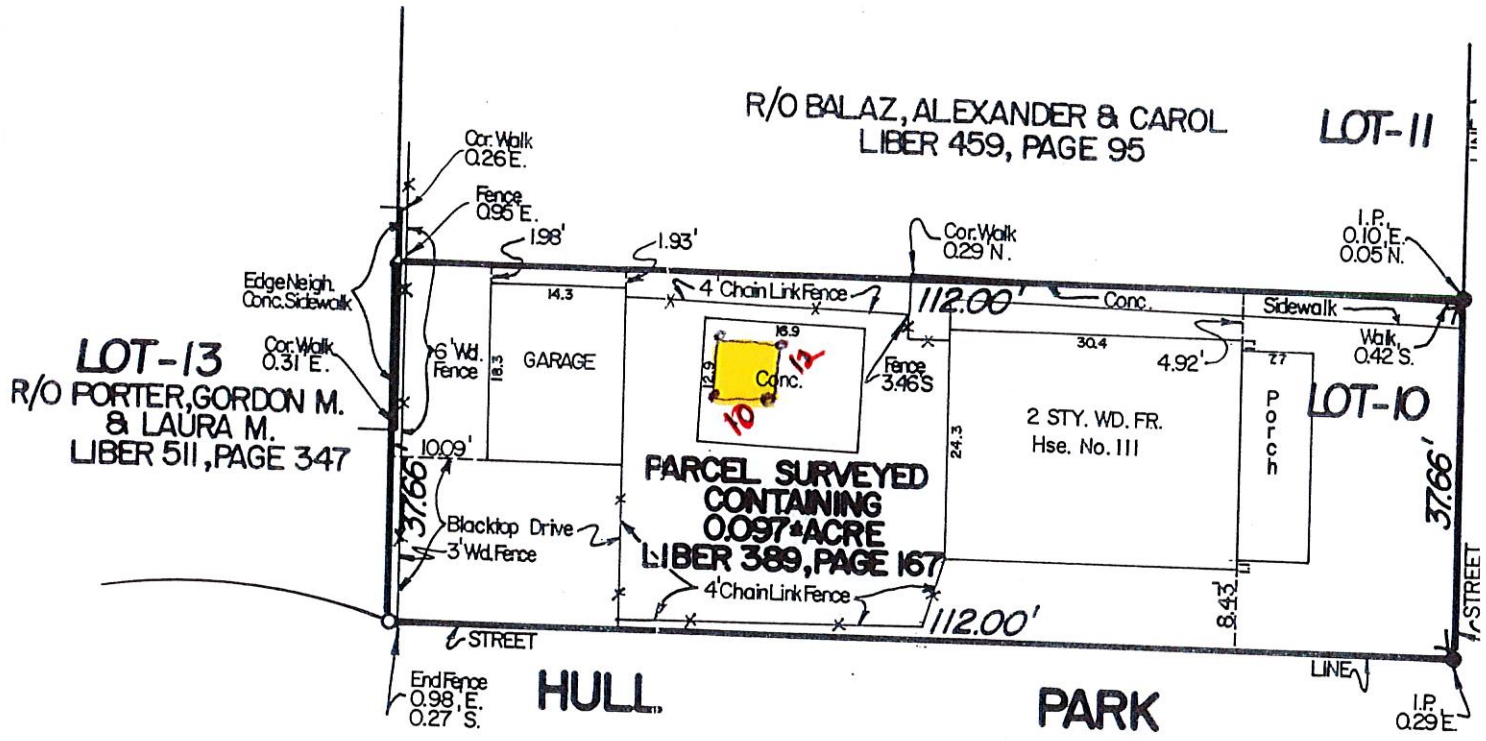 R/O BALAZ, ALEXANDER & CAROL
LIBER 459, PAGE 95
LOT-11
LINE
Cor. Walk
0.26 E.
Fence
0.95 E.
1.98'
1.93'
Cor. Walk
0.29 N.
I.P.
0.10, E.
0.05 N.
Edge Neigh.
Conc. Sidewalk
14.3
4' Chain Link Fence
112.00'
Conc.
Sidewalk
LOT-13
R/O PORTER, GORDON M.
& LAURA M.
LIBER 511, PAGE 347
Cor. Walk
0.31 E.
6' Wd.
Fence
18.3
GARAGE
16.9
12.9
Conc.
12
10
Fence
3.46 S
30.4
4.92'
Walk,
0.42 S.
7.7
Porch
LOT-10
24.3
2 STY. WD. FR.
Hse. No. 111
10.09'
37.66'
37.66'
PARCEL SURVEYED
CONTAINING
0.097± ACRE
LIBER 389, PAGE 167
Blacktop Drive
3' Wd. Fence
4' Chain Link Fence
112.00'
8.43'
STREET
STREET
LINE
End Fence
0.98, E.
0.27 S.
HULL
PARK
I.P.
0.29 E.